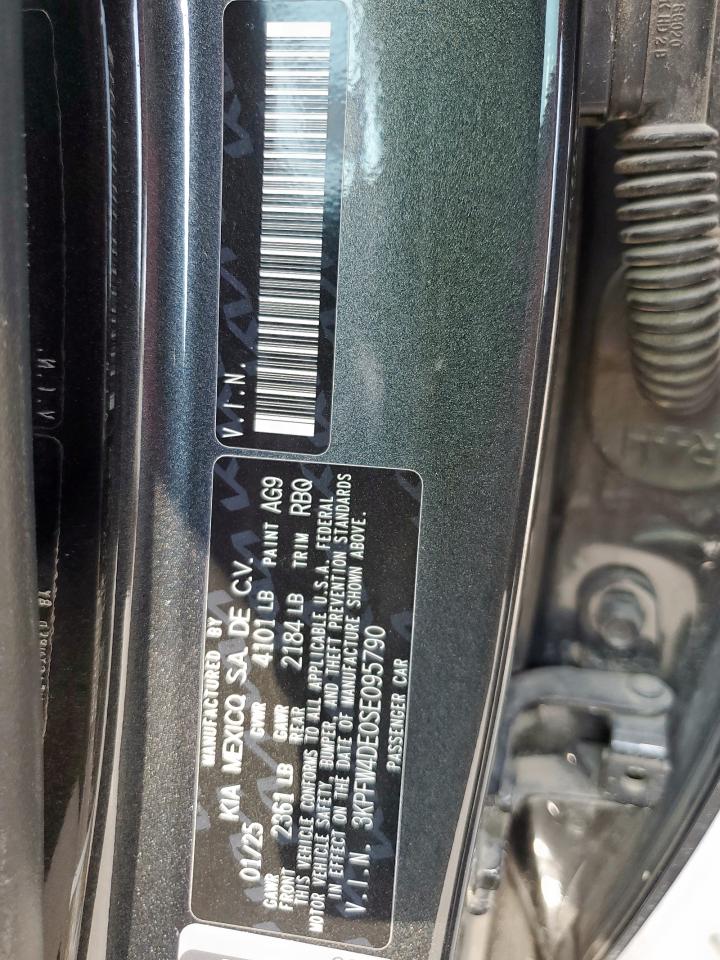 V.I.N.
MANUFACTURED BY
KIA MEXICO, S.A. DE C.V.
01/25 GVWR 4101 LB PAINT AG9
GAWR FRONT 2361 LB GAWR REAR 2184 LB TRIM RBQ
THIS VEHICLE CONFORMS TO ALL APPLICABLE U.S.A. FEDERAL
MOTOR VEHICLE SAFETY, BUMPER, AND THEFT PREVENTION STANDARDS
IN EFFECT ON THE DATE OF MANUFACTURE SHOWN ABOVE.
V.I.N. 3KPFW4DE0SE095790
PASSENGER CAR